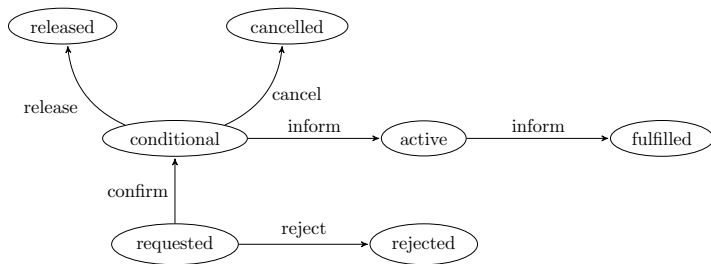 released
cancelled
release
cancel
conditional
inform
active
inform
fulfilled
confirm
requested
reject
rejected